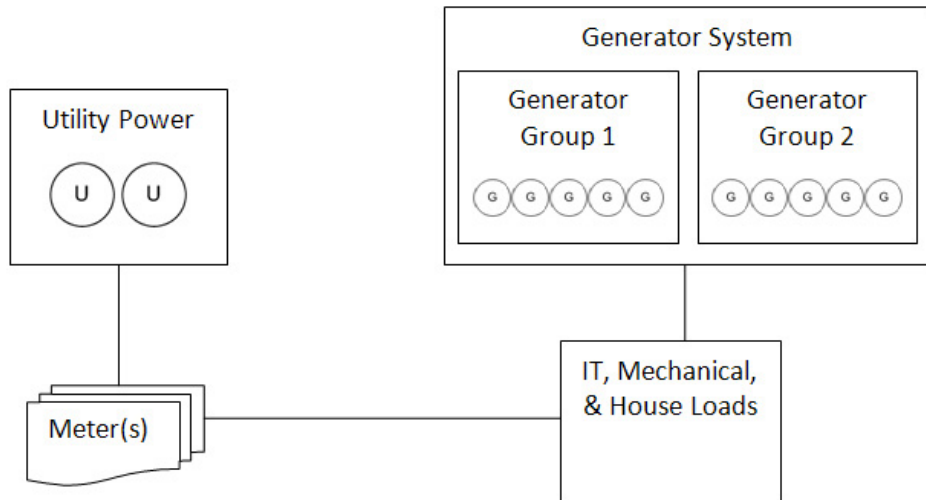 Generator System
Generator
Group 1
Generator
Group 2
G G G G G
G G G G G
Utility Power
U U
Meter(s)
IT, Mechanical,
& House Loads